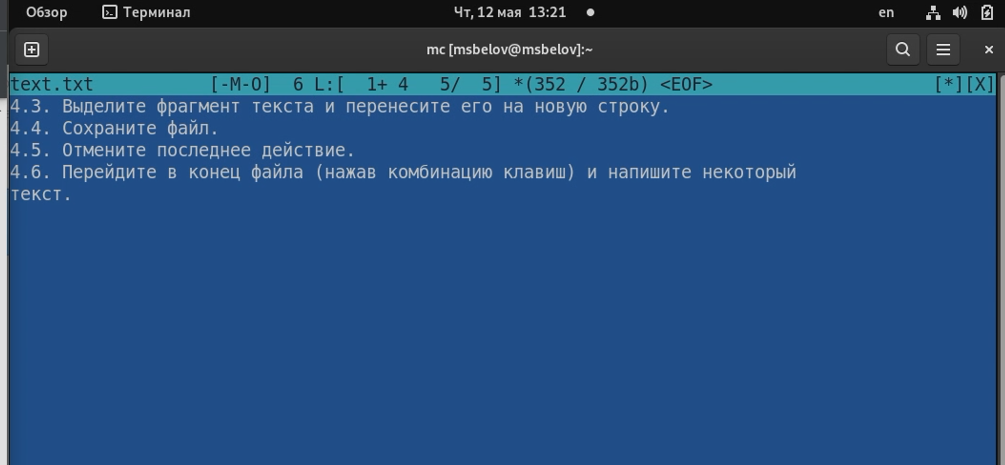 Обзор Терминал Чт, 12 мая 13:21 en
mc [msbelov@msbelov]:~
text.txt [-M-O] 6 L:[ 1+ 4 5/ 5] *(352 / 352b) <EOF> [*][X]
4.3. Выделите фрагмент текста и перенесите его на новую строку.
4.4. Сохраните файл.
4.5. Отмените последнее действие.
4.6. Перейдите в конец файла (нажав комбинацию клавиш) и напишите некоторый
текст.